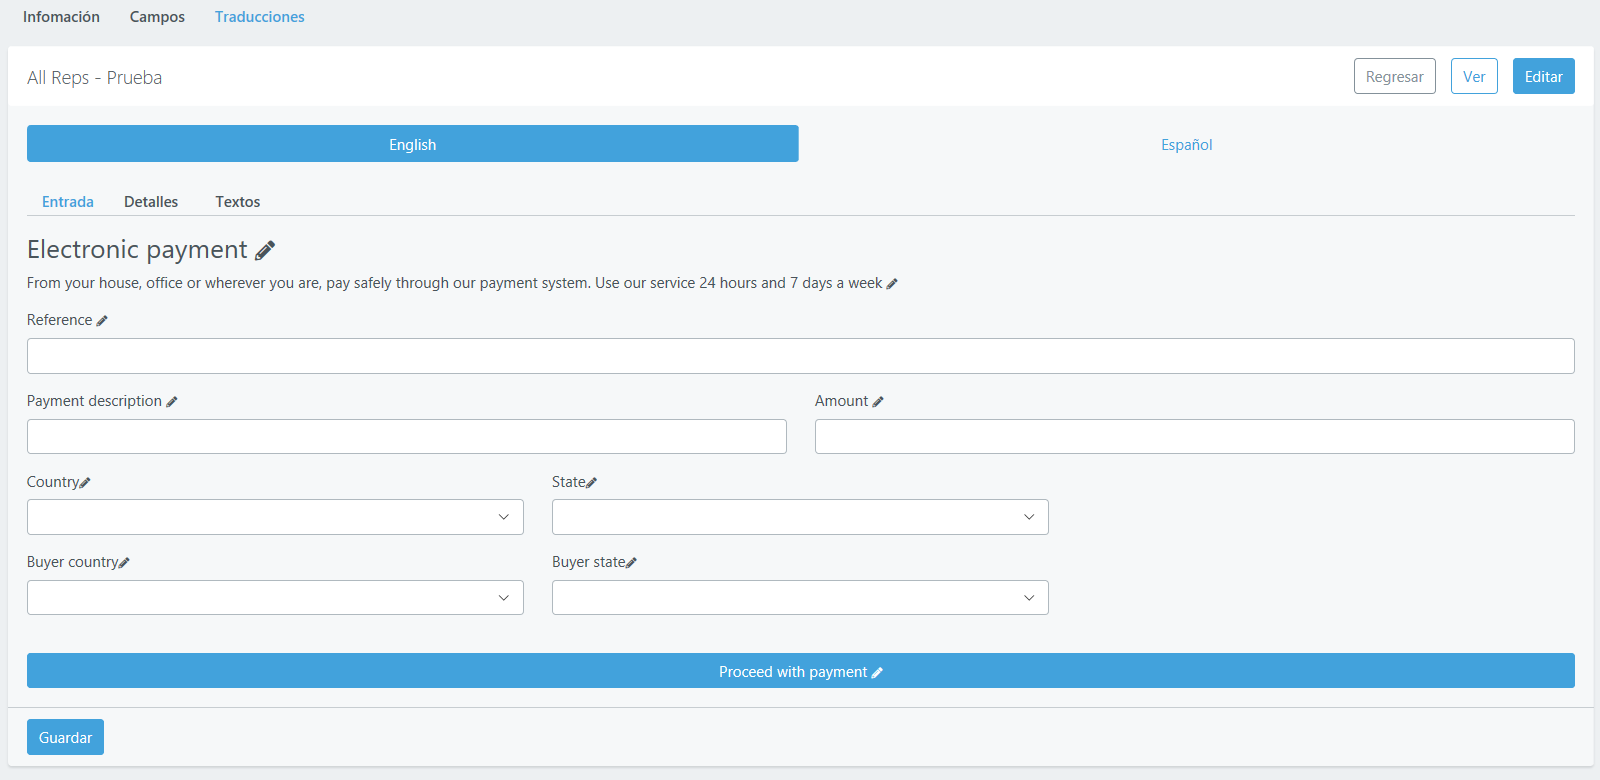 Infomación Campos Traducciones
All Reps - Prueba Regresar Ver Editar
English Español
Entrada Detalles Textos
Electronic payment
From your house, office or wherever you are, pay safely through our payment system. Use our service 24 hours and 7 days a week
Reference
Payment description Amount
Country State
Buyer country Buyer state
Proceed with payment
Guardar